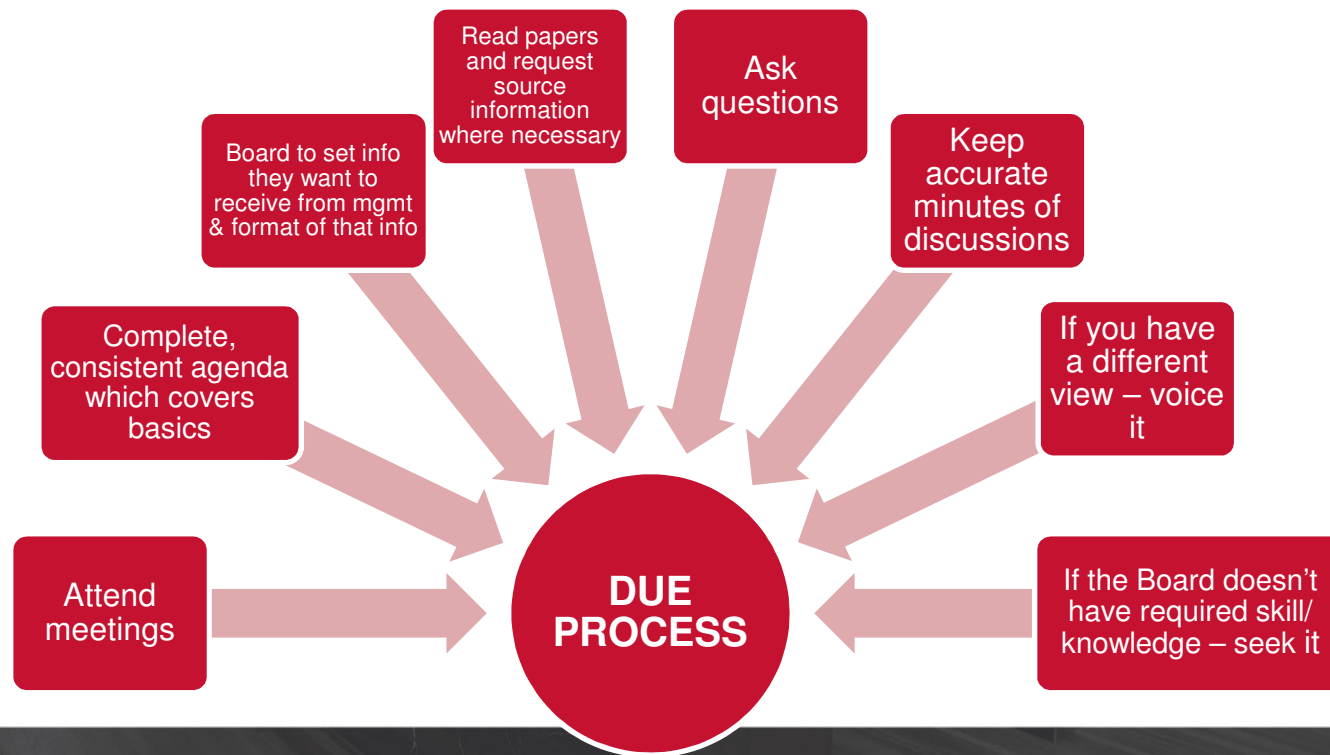 Attend
meetings
Complete,
consistent agenda
which covers
basics
Board to set info
they want to
receive from mgmt
& format of that info
Read papers
and request
source
information
where necessary
Ask
questions
Keep
accurate
minutes of
discussions
If you have
a different
view – voice
it
If the Board doesn’t
have required skill/
knowledge – seek it
DUE
PROCESS